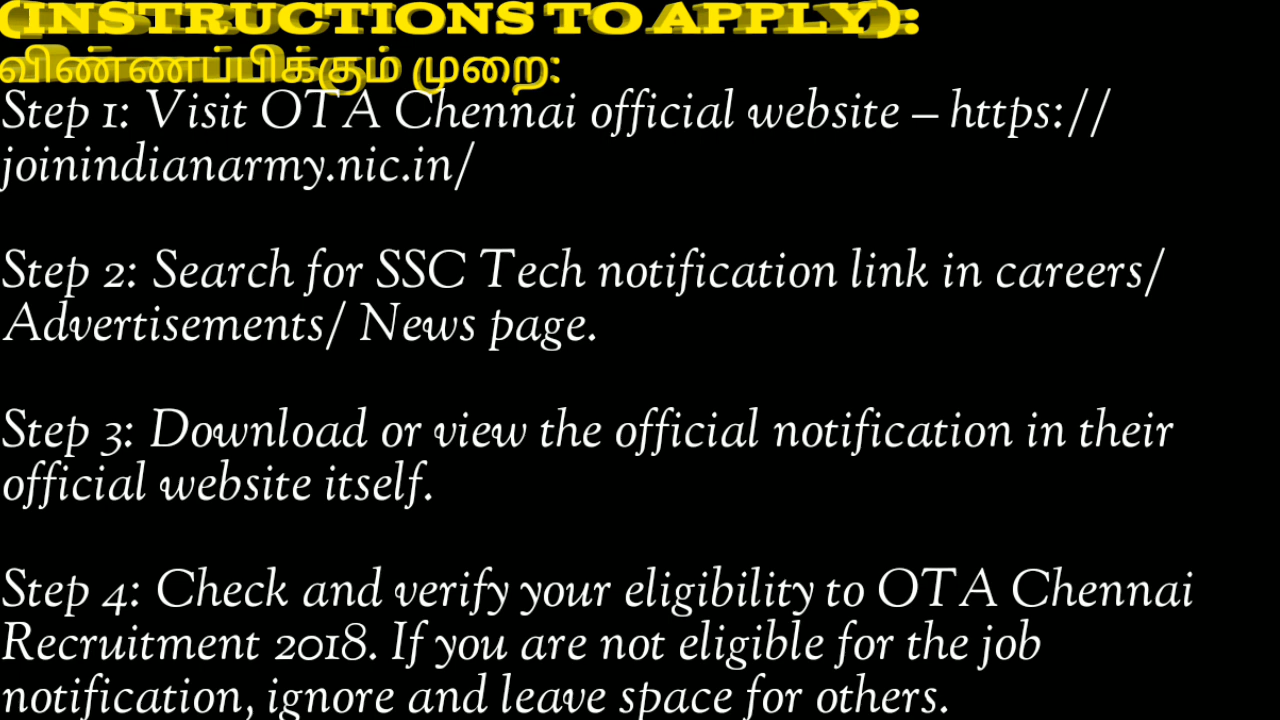 (INSTRUCTIONS TO APPLY):
விண்ணப்பிக்கும் முறை:
Step 1: Visit OTA Chennai official website – https://
joinindianarmy.nic.in/
Step 2: Search for SSC Tech notification link in careers/
Advertisements/ News page.
Step 3: Download or view the official notification in their
official website itself.
Step 4: Check and verify your eligibility to OTA Chennai
Recruitment 2018. If you are not eligible for the job
notification, ignore and leave space for others.